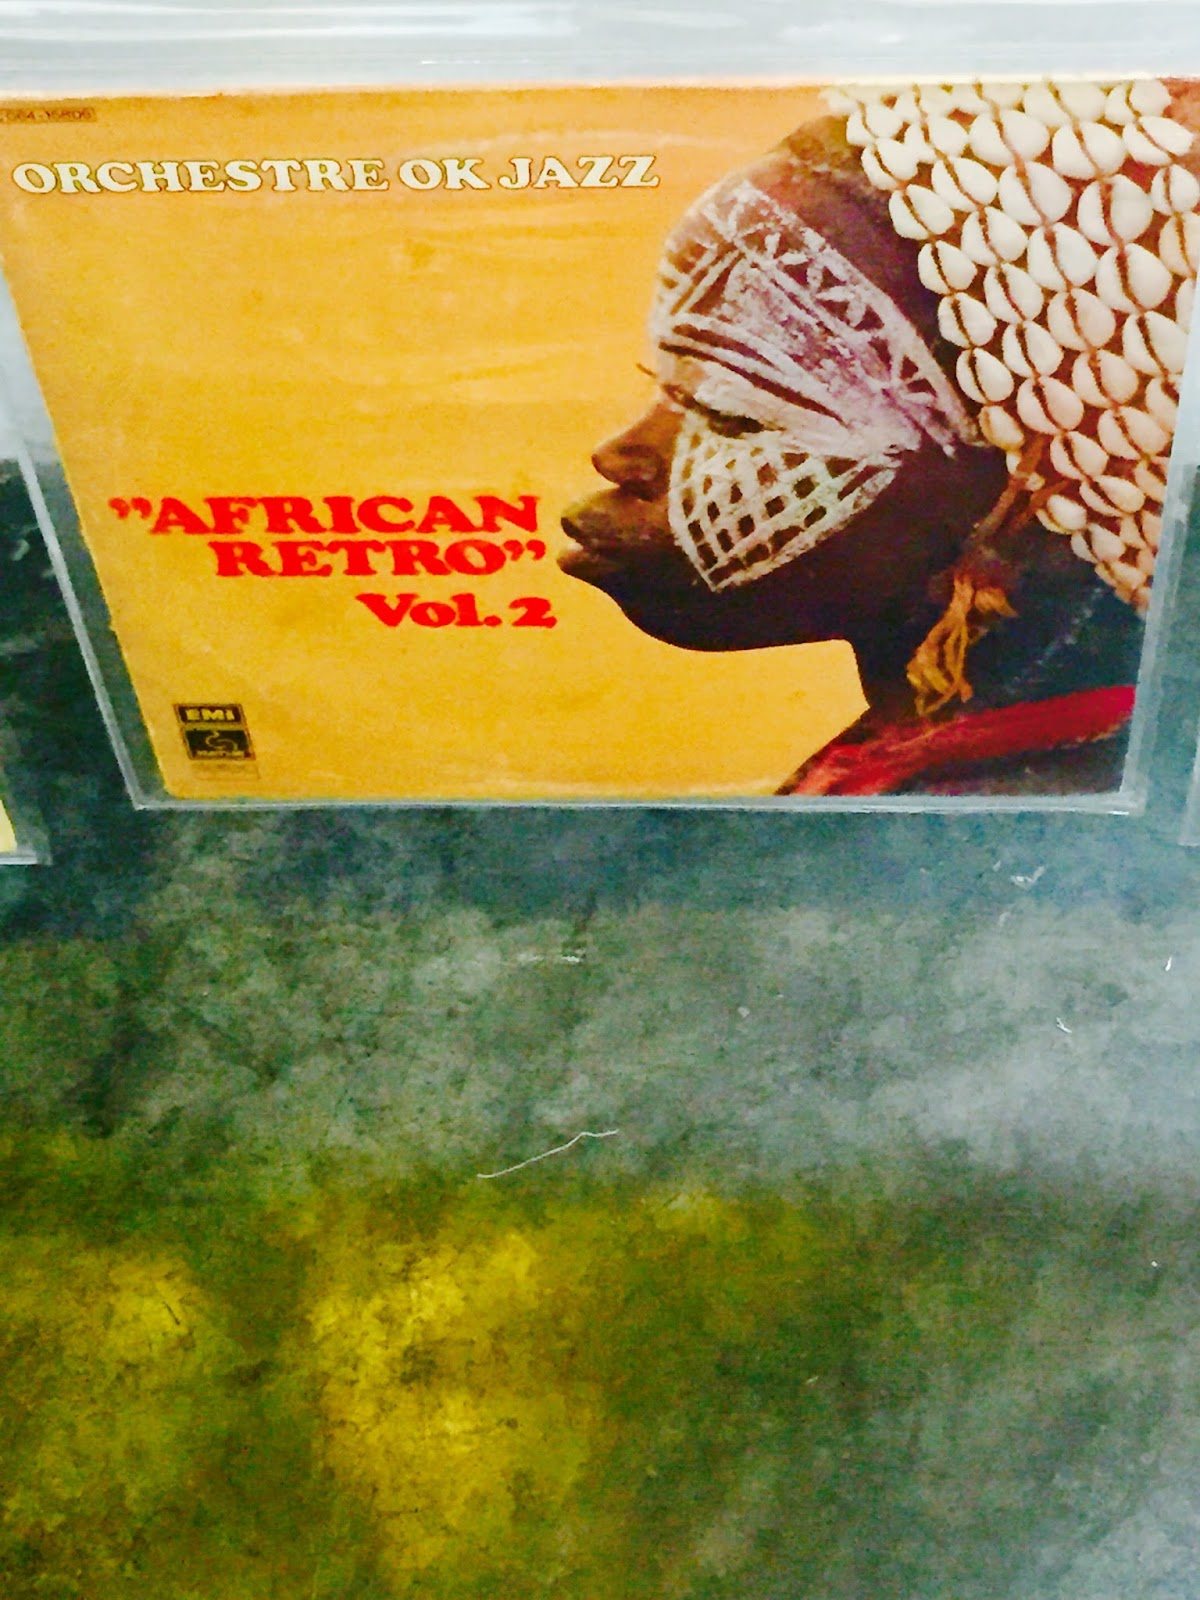 ORCHESTRE OK JAZZ
”AFRICAN
RETRO”
Vol. 2
EMI